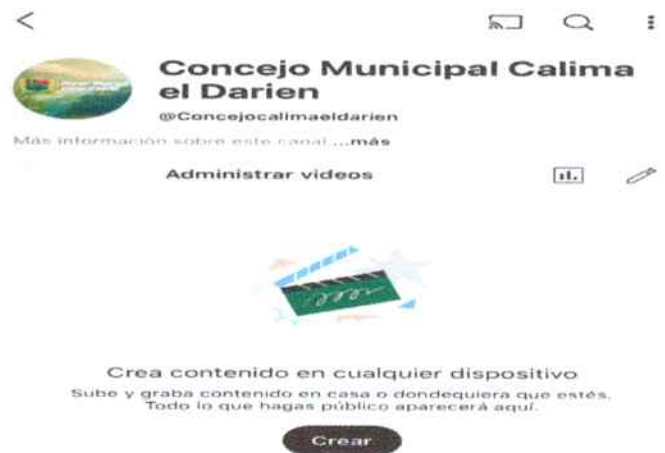 Concejo Municipal Calima
el Darien
@Concejocalimaeldarien
Más información sobre este canal ...más
Administrar videos
Crea contenido en cualquier dispositivo
Sube y graba contenido en casa o dondequiera que estés.
Todo lo que hagas público aparecerá aquí.
Crear